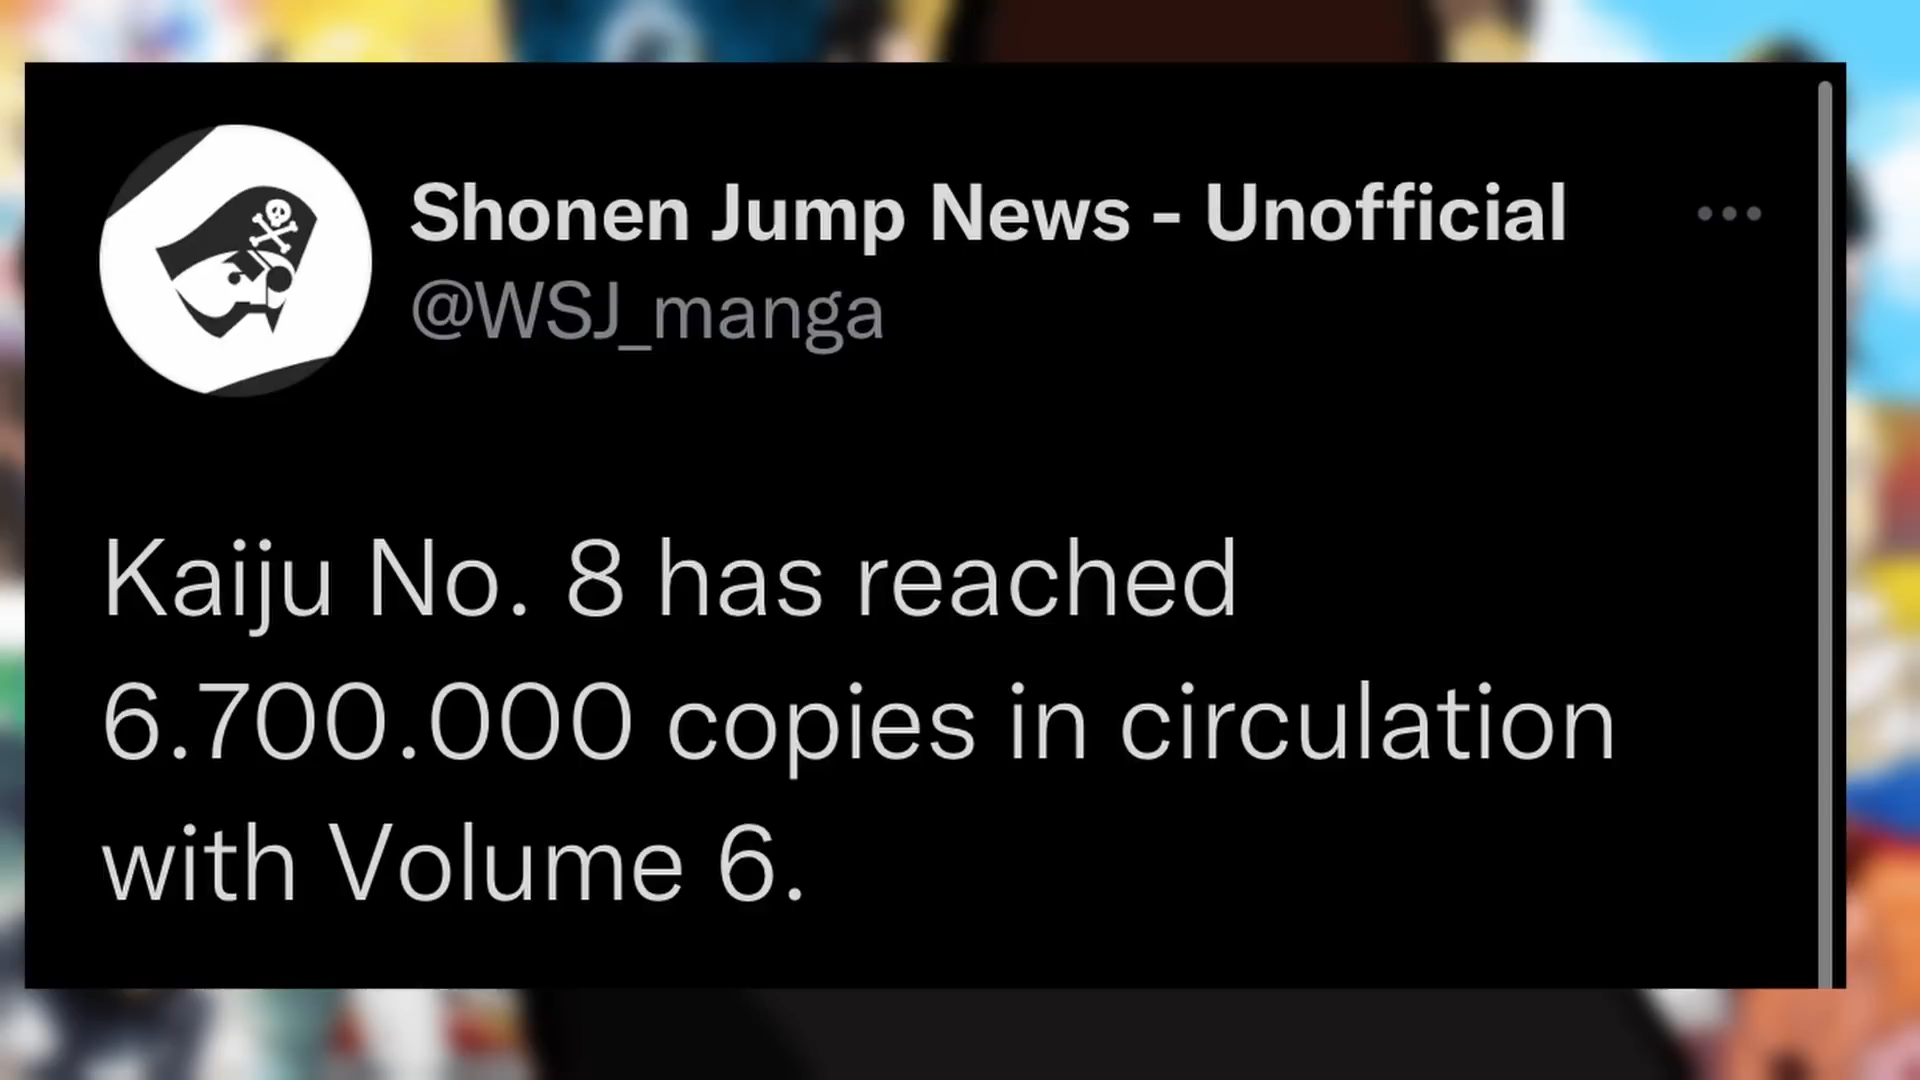 Shonen Jump News - Unofficial
@WSJ_manga
Kaiju No. 8 has reached
6.700.000 copies in circulation
with Volume 6.